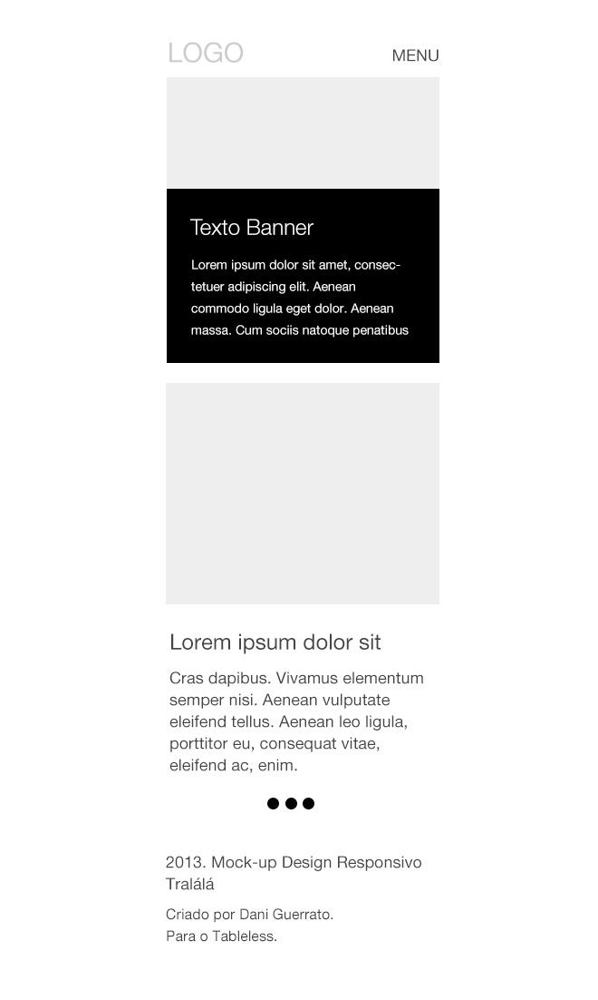 LOGO
MENU
Texto Banner
Lorem ipsum dolor sit amet, consec-
tetuer adipiscing elit. Aenean
commodo ligula eget dolor. Aenean
massa. Cum sociis natoque penatibus
Lorem ipsum dolor sit
Cras dapibus. Vivamus elementum
semper nisi. Aenean vulputate
eleifend tellus. Aenean leo ligula,
porttitor eu, consequat vitae,
eleifend ac, enim.
2013. Mock-up Design Responsivo
Tralálá
Criado por Dani Guerrato.
Para o Tableless.